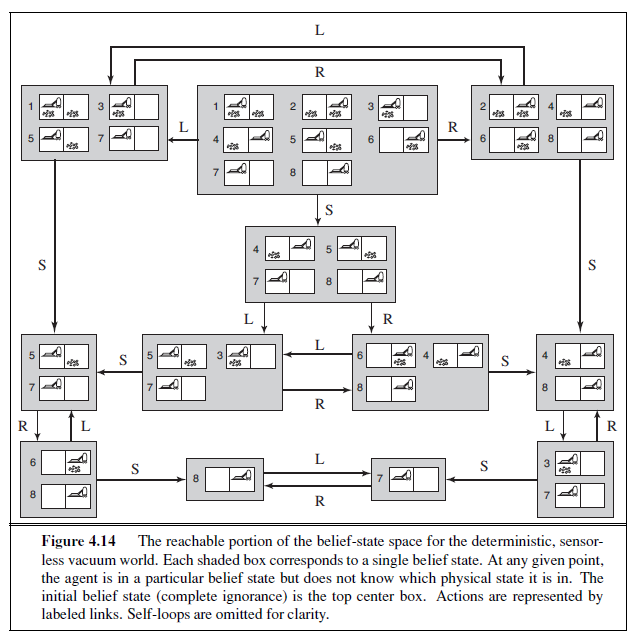 L
R
1 3
5 7
L
1 2 3
4 5 6
7 8
R
2 4
6 8
S
4 5
7 8
S
S
L R
5
7
S
5 3
7
L
R
6 4
8
S
4
8
R L
L R
6
8
S
8
L
R
7
S
3
7
Figure 4.14 The reachable portion of the belief-state space for the deterministic, sensor-
less vacuum world. Each shaded box corresponds to a single belief state. At any given point,
the agent is in a particular belief state but does not know which physical state it is in. The
initial belief state (complete ignorance) is the top center box. Actions are represented by
labeled links. Self-loops are omitted for clarity.